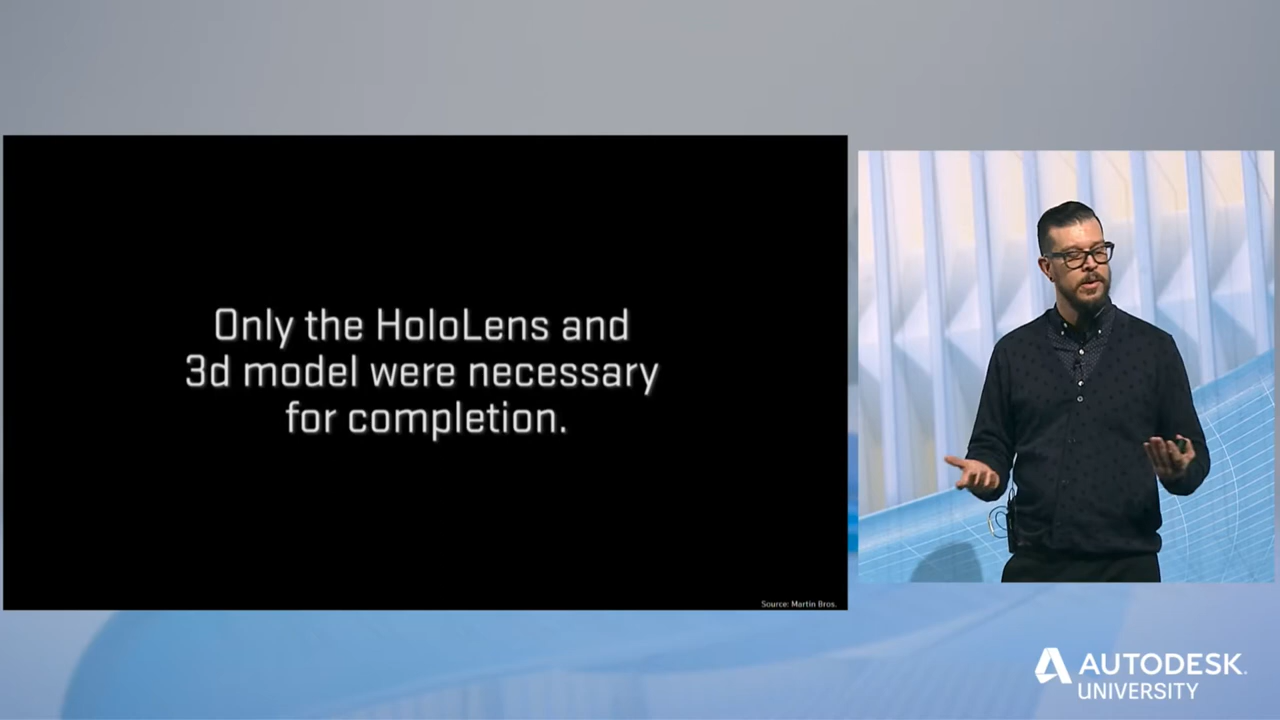 Only the HoloLens and
3d model were necessary
for completion.
Source: Martin Bros.
AUTODESK
UNIVERSITY